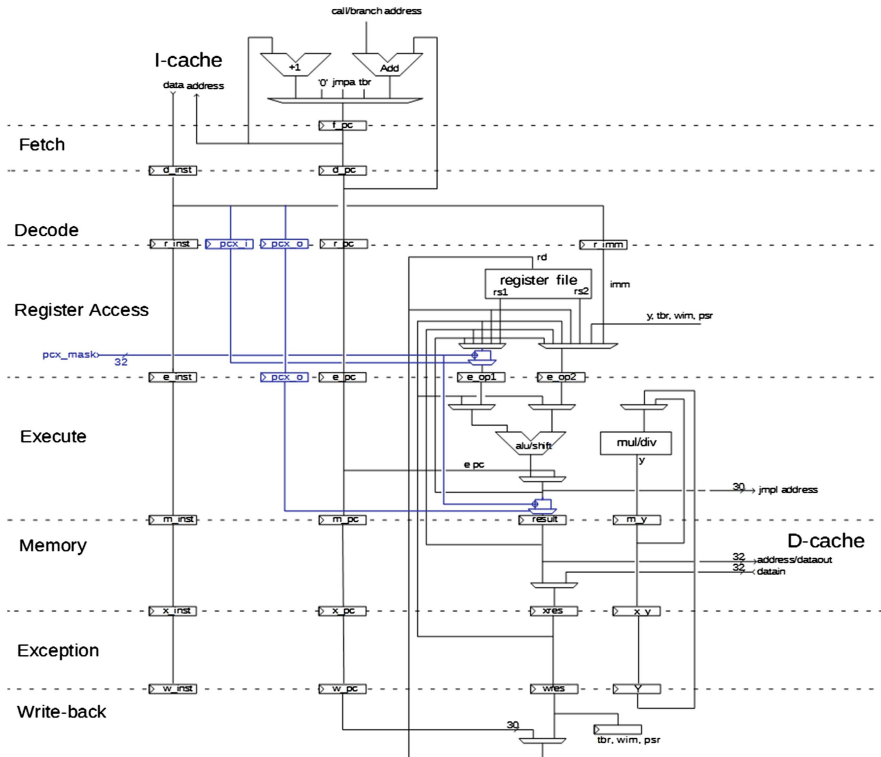 call/branch address
I-cache
data address
+1
Add
'0' jmpa tbr
f_pc
Fetch
d_inst
d_pc
Decode
r_inst
pcx_i
pcx_o
r_pc
r_imm
rd
register file
rs1
rs2
imm
Register Access
y, tbr, wim, psr
pcx_mask
32
e_inst
pcx_o
e_pc
e_op1
e_op2
Execute
alu/shift
mul/div
y
e pc
30
jmpl address
m_inst
m_pc
result
m_y
Memory
D-cache
32
address/dataout
32
datain
x_inst
x_pc
xres
x_y
Exception
w_inst
w_pc
wres
Y
Write-back
30
tbr, wim, psr